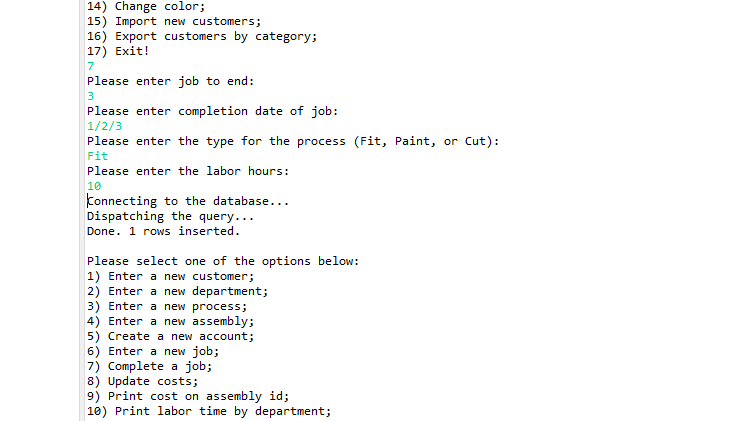 14) Change color;
15) Import new customers;
16) Export customers by category;
17) Exit!
7
Please enter job to end:
3
Please enter completion date of job:
1/2/3
Please enter the type for the process (Fit, Paint, or Cut):
Fit
Please enter the labor hours:
10
Connecting to the database...
Dispatching the query...
Done. 1 rows inserted.
Please select one of the options below:
1) Enter a new customer;
2) Enter a new department;
3) Enter a new process;
4) Enter a new assembly;
5) Create a new account;
6) Enter a new job;
7) Complete a job;
8) Update costs;
9) Print cost on assembly id;
10) Print labor time by department;